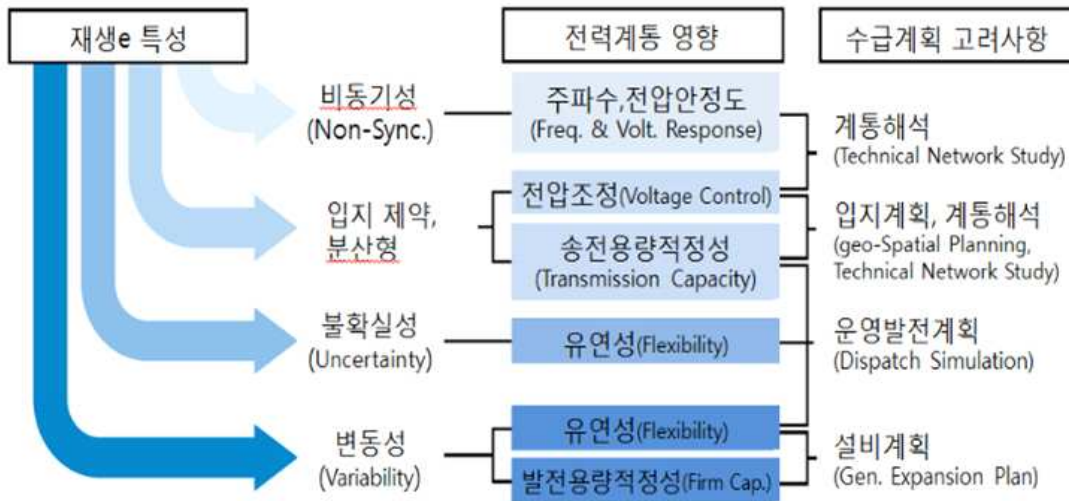 재생e 특성
전력계통 영향
수급계획 고려사항
비동기성
(Non-Sync.)
주파수,전압안정도
(Freq. & Volt. Response)
계통해석
(Technical Network Study)
입지 제약,
분산형
전압조정(Voltage Control)
송전용량적정성
(Transmission Capacity)
입지계획, 계통해석
(geo-Spatial Planning,
Technical Network Study)
불확실성
(Uncertainty)
유연성(Flexibility)
운영발전계획
(Dispatch Simulation)
변동성
(Variability)
유연성(Flexibility)
발전용량적정성(Firm Cap.)
설비계획
(Gen. Expansion Plan)